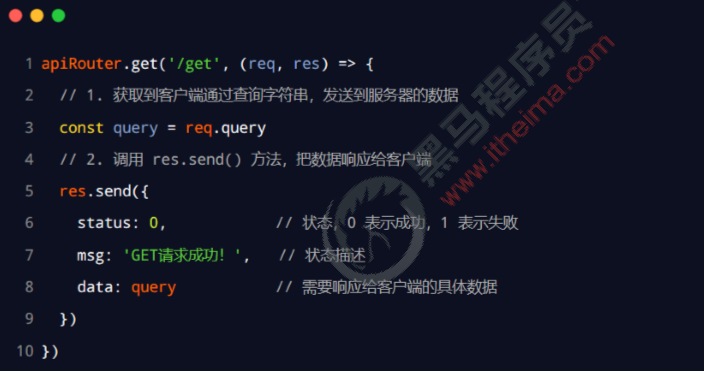 1 apiRouter.get('/get', (req, res) => {
2 // 1. 获取到客户端通过查询字符串，发送到服务器的数据
3 const query = req.query
4 // 2. 调用 res.send() 方法，把数据响应给客户端
5 res.send({
6 status: 0, // 状态，0 表示成功，1 表示失败
7 msg: 'GET请求成功！', // 状态描述
8 data: query // 需要响应给客户端的具体数据
9 })
10 })
黑马程序员
www.itheima.com